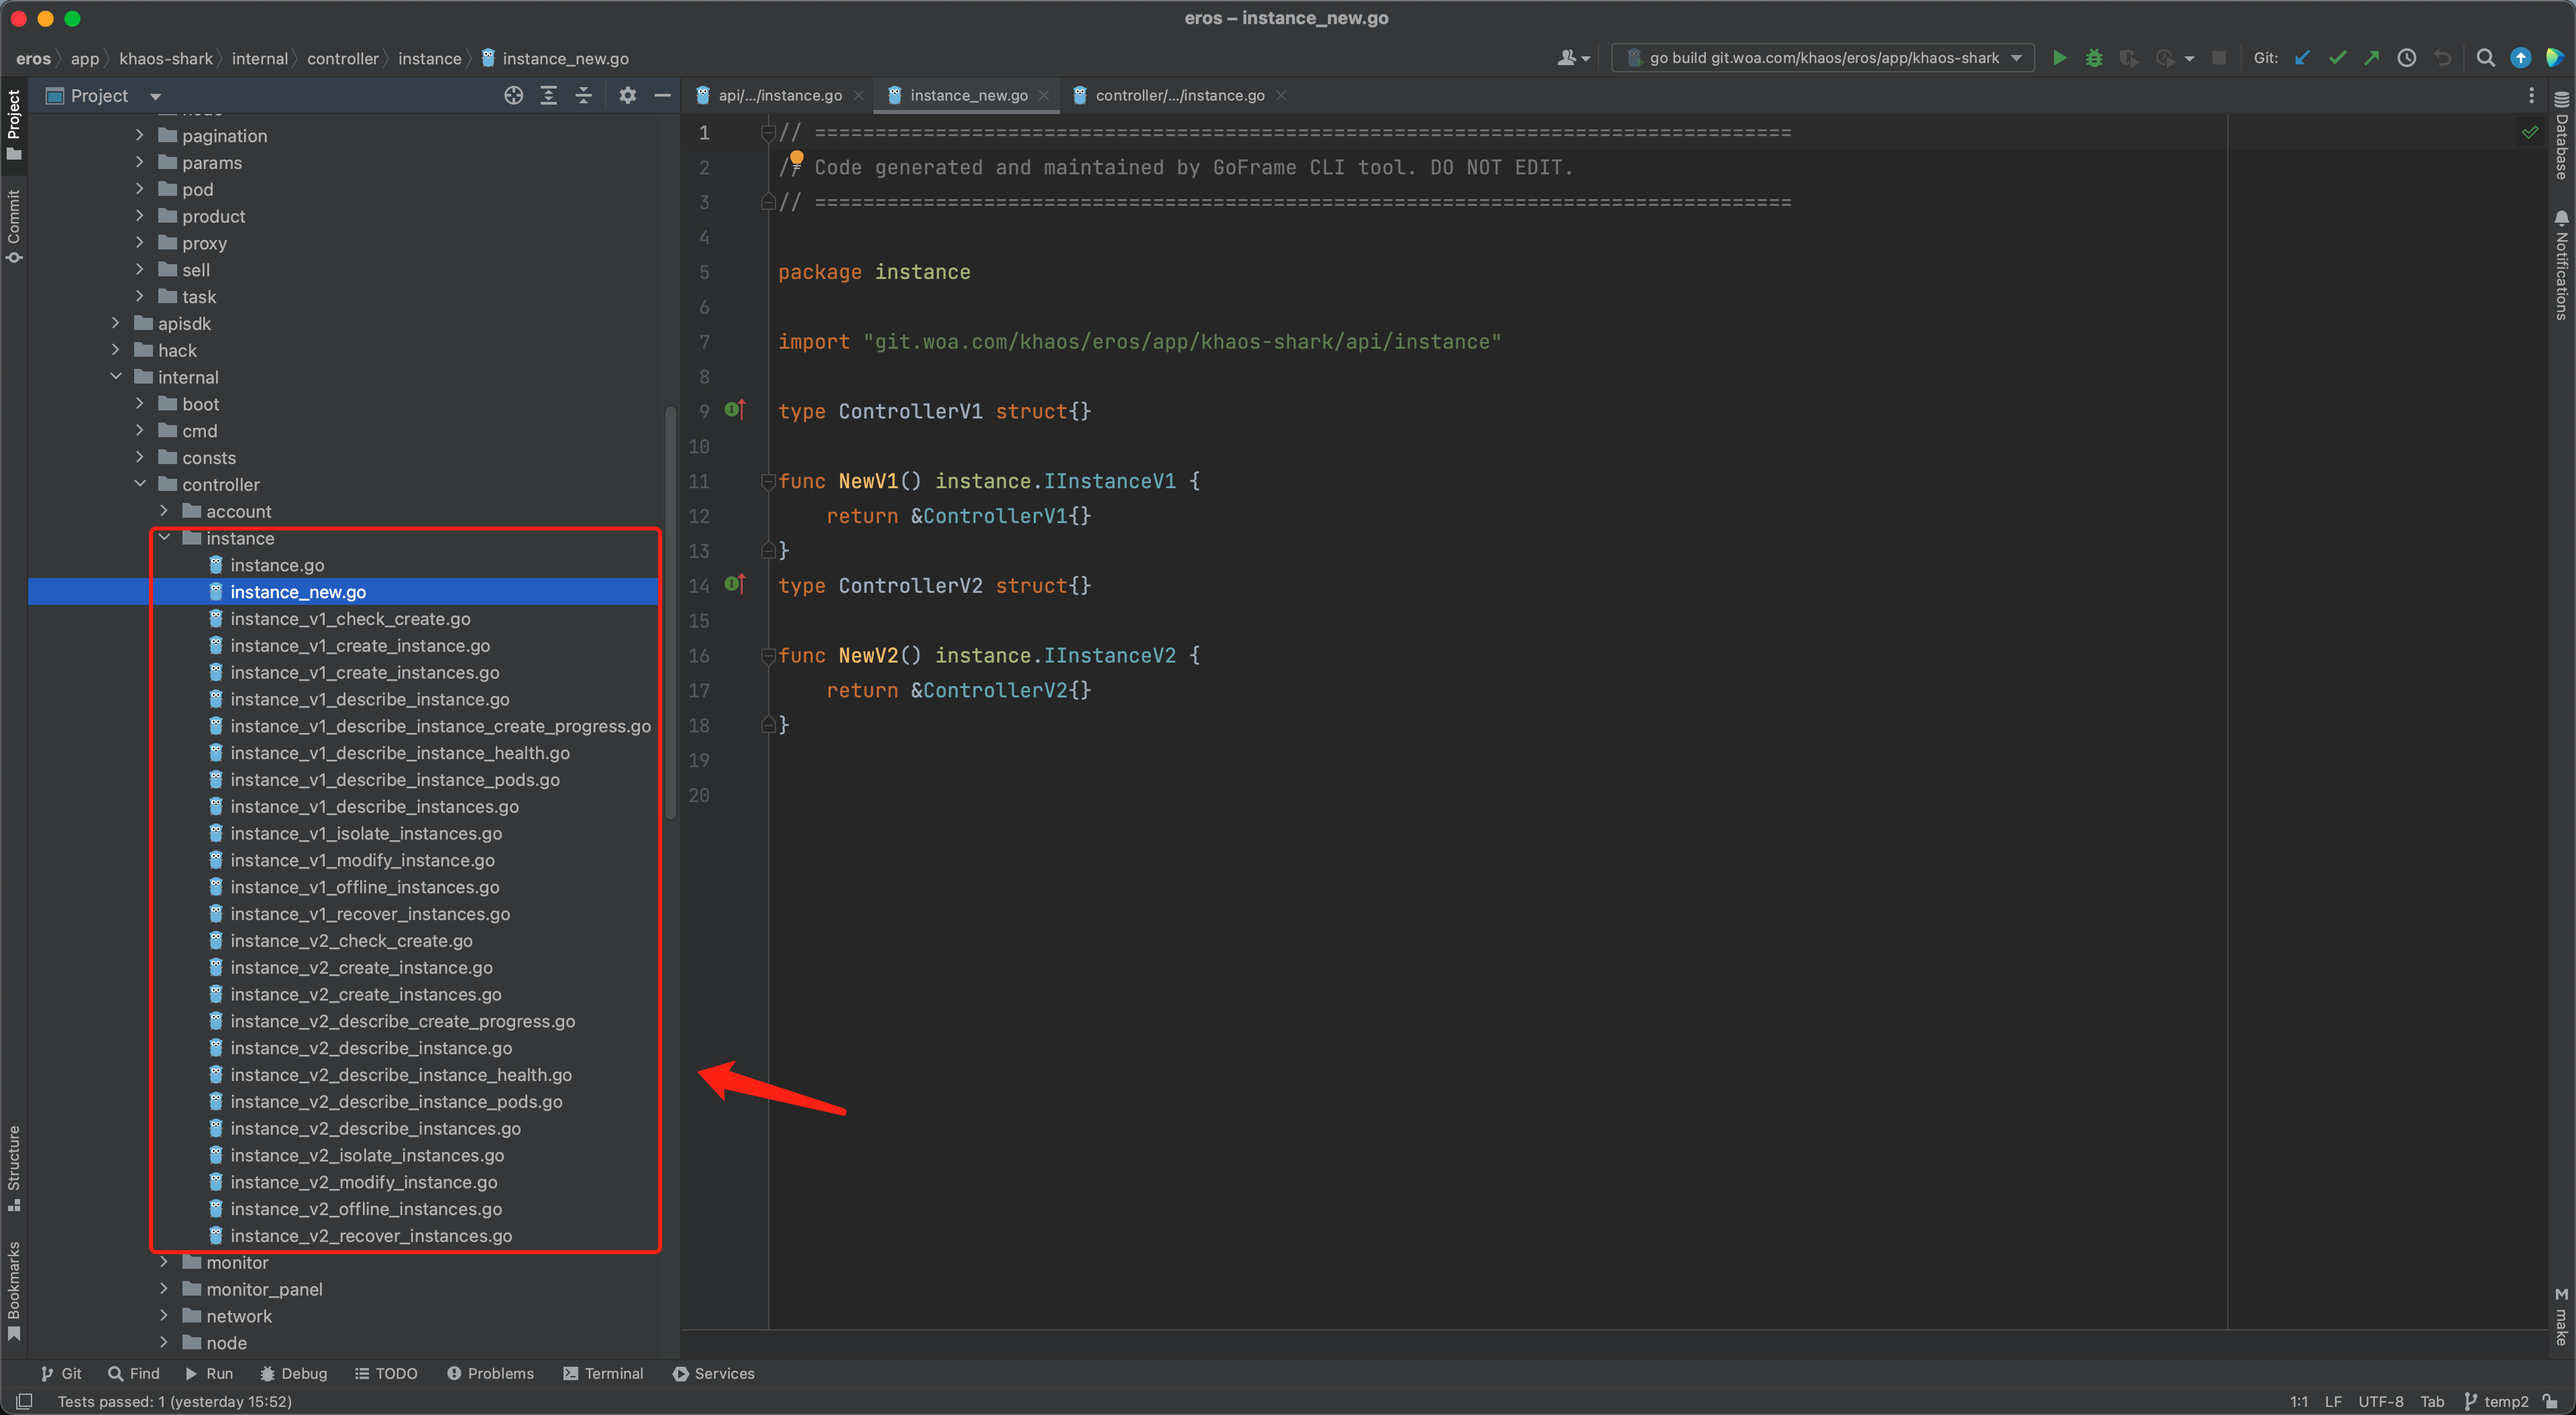 eros – instance_new.go
eros app khaos-shark internal controller instance instance_new.go
go build git.woa.com/khaos/eros/app/khaos-shark
Git:
Project
api/.../instance.go
instance_new.go
controller/.../instance.go
Project
Commit
Structure
Bookmarks
pagination
params
pod
product
proxy
sell
task
apisdk
hack
internal
boot
cmd
consts
controller
account
instance
instance.go
instance_new.go
instance_v1_check_create.go
instance_v1_create_instance.go
instance_v1_create_instances.go
instance_v1_describe_instance.go
instance_v1_describe_instance_create_progress.go
instance_v1_describe_instance_health.go
instance_v1_describe_instance_pods.go
instance_v1_describe_instances.go
instance_v1_isolate_instances.go
instance_v1_modify_instance.go
instance_v1_offline_instances.go
instance_v1_recover_instances.go
instance_v2_check_create.go
instance_v2_create_instance.go
instance_v2_create_instances.go
instance_v2_describe_create_progress.go
instance_v2_describe_instance.go
instance_v2_describe_instance_health.go
instance_v2_describe_instance_pods.go
instance_v2_describe_instances.go
instance_v2_isolate_instances.go
instance_v2_modify_instance.go
instance_v2_offline_instances.go
instance_v2_recover_instances.go
monitor
monitor_panel
network
node
1 // =================================================================================
2 // Code generated and maintained by GoFrame CLI tool. DO NOT EDIT.
3 // =================================================================================
4
5 package instance
6
7 import "git.woa.com/khaos/eros/app/khaos-shark/api/instance"
8
9 type ControllerV1 struct{}
10
11 func NewV1() instance.IInstanceV1 {
12 return &ControllerV1{}
13 }
14 type ControllerV2 struct{}
15
16 func NewV2() instance.IInstanceV2 {
17 return &ControllerV2{}
18 }
19
20
Database
Notifications
M make
Git Find Run Debug TODO Problems Terminal Services
Tests passed: 1 (yesterday 15:52)
1:1 LF UTF-8 Tab temp2